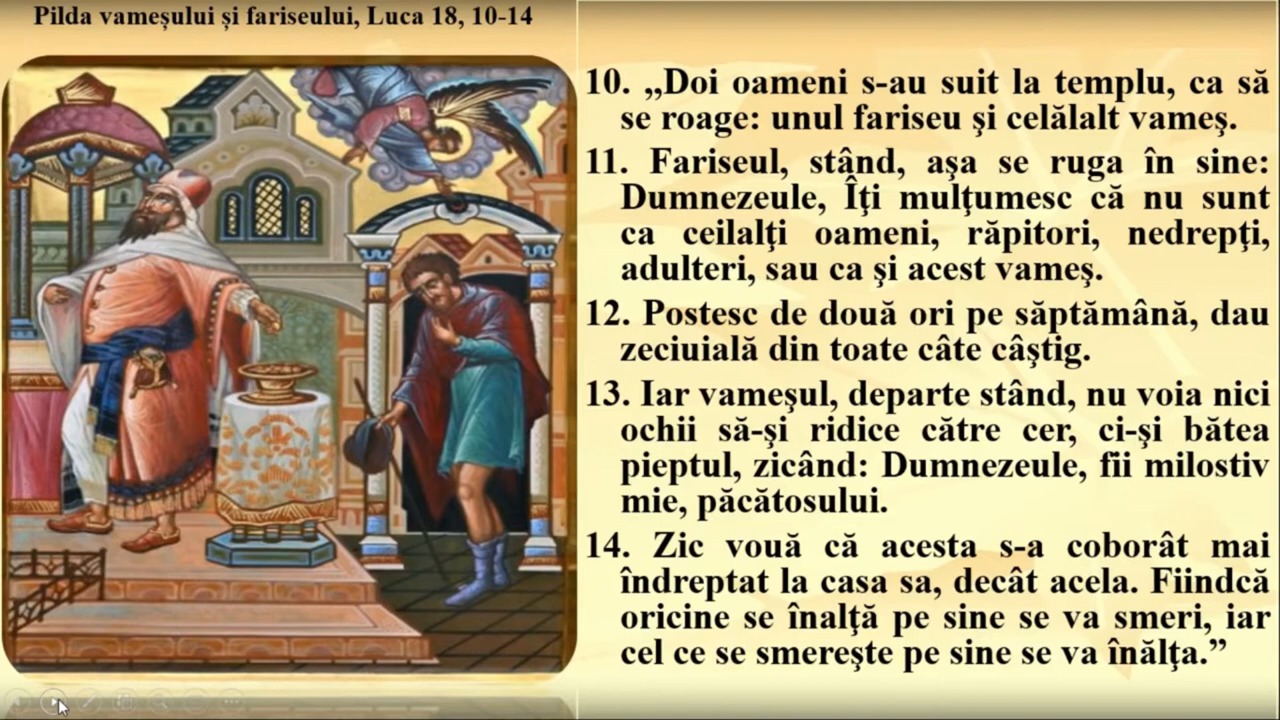 Pilda vameșului și fariseului, Luca 18, 10-14
10. „Doi oameni s-au suit la templu, ca să
se roage: unul fariseu şi celălalt vameş.
11. Fariseul, stând, aşa se ruga în sine:
Dumnezeule, Îţi mulţumesc că nu sunt
ca ceilalţi oameni, răpitori, nedrepţi,
adulteri, sau ca şi acest vameş.
12. Postesc de două ori pe săptămână, dau
zeciuială din toate câte câştig.
13. Iar vameşul, departe stând, nu voia nici
ochii să-şi ridice către cer, ci-şi bătea
pieptul, zicând: Dumnezeule, fii milostiv
mie, păcătosului.
14. Zic vouă că acesta s-a coborât mai
îndreptat la casa sa, decât acela. Fiindcă
oricine se înalţă pe sine se va smeri, iar
cel ce se smereşte pe sine se va înălţa.”